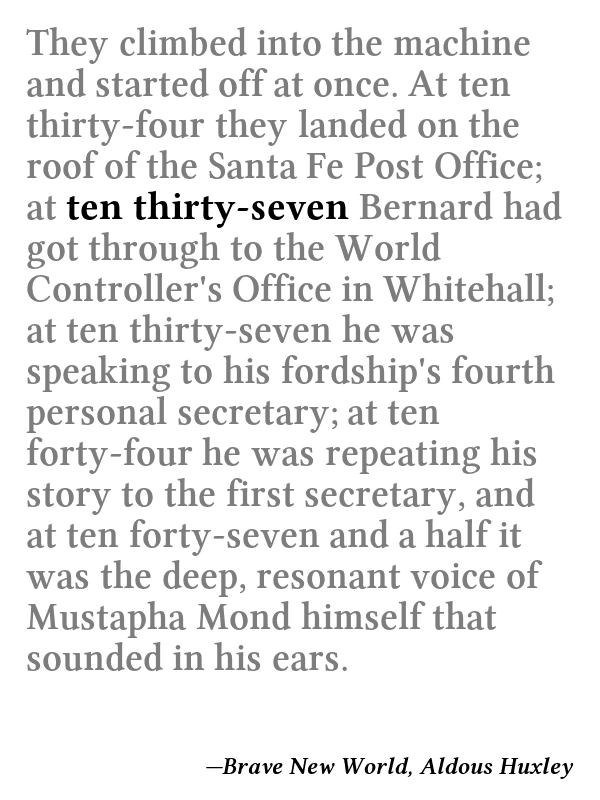 They climbed into the machine
and started off at once. At ten
thirty-four they landed on the
roof of the Santa Fe Post Office;
at ten thirty-seven Bernard had
got through to the World
Controller's Office in Whitehall;
at ten thirty-seven he was
speaking to his fordship's fourth
personal secretary; at ten
forty-four he was repeating his
story to the first secretary, and
at ten forty-seven and a half it
was the deep, resonant voice of
Mustapha Mond himself that
sounded in his ears.
—Brave New World, Aldous Huxley